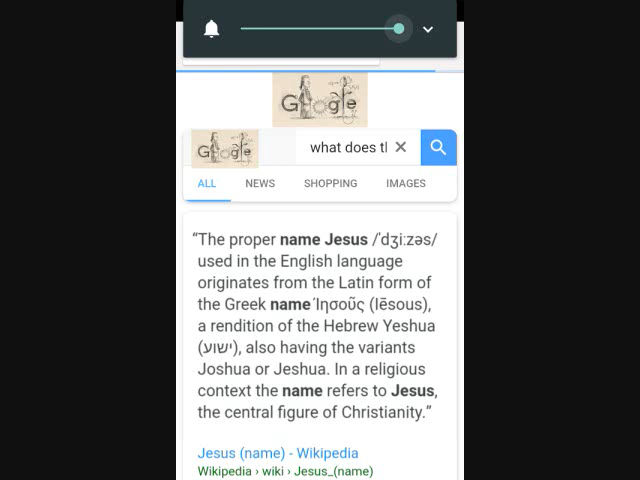 Google
Google
what does tl
ALL NEWS SHOPPING IMAGES
“The proper name Jesus /ˈdʒiːzəs/
used in the English language
originates from the Latin form of
the Greek name Ἰησοῦς (Iēsous),
a rendition of the Hebrew Yeshua
(ישוע), also having the variants
Joshua or Jeshua. In a religious
context the name refers to Jesus,
the central figure of Christianity.”
Jesus (name) - Wikipedia
Wikipedia › wiki › Jesus_(name)